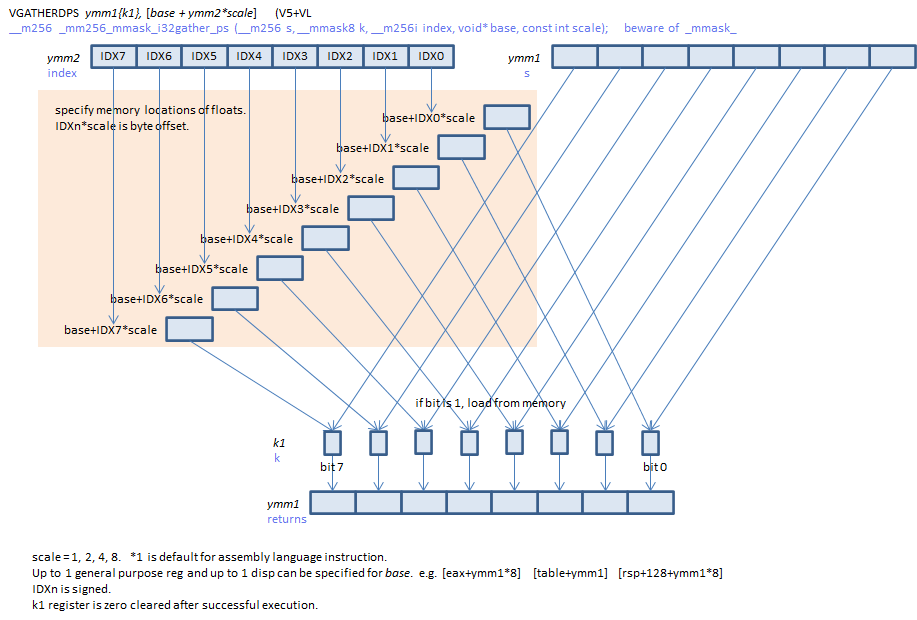 VGATHERDPS ymm1{k1}, [base + ymm2*scale] (V5+VL
__m256 _mm256_mmask_i32gather_ps (__m256 s, __mmask8 k, __m256i index, void* base, const int scale); beware of _mmask_
ymm2 IDX7 IDX6 IDX5 IDX4 IDX3 IDX2 IDX1 IDX0 ymm1
index s
specify memory locations of floats.
IDXn*scale is byte offset.
base+IDX0*scale
base+IDX1*scale
base+IDX2*scale
base+IDX3*scale
base+IDX4*scale
base+IDX5*scale
base+IDX6*scale
base+IDX7*scale
if bit is 1, load from memory
k1
k
bit 7 bit 0
ymm1
returns
scale = 1, 2, 4, 8. *1 is default for assembly language instruction.
Up to 1 general purpose reg and up to 1 disp can be specified for base. e.g. [eax+ymm1*8] [table+ymm1] [rsp+128+ymm1*8]
IDXn is signed.
k1 register is zero cleared after successful execution.